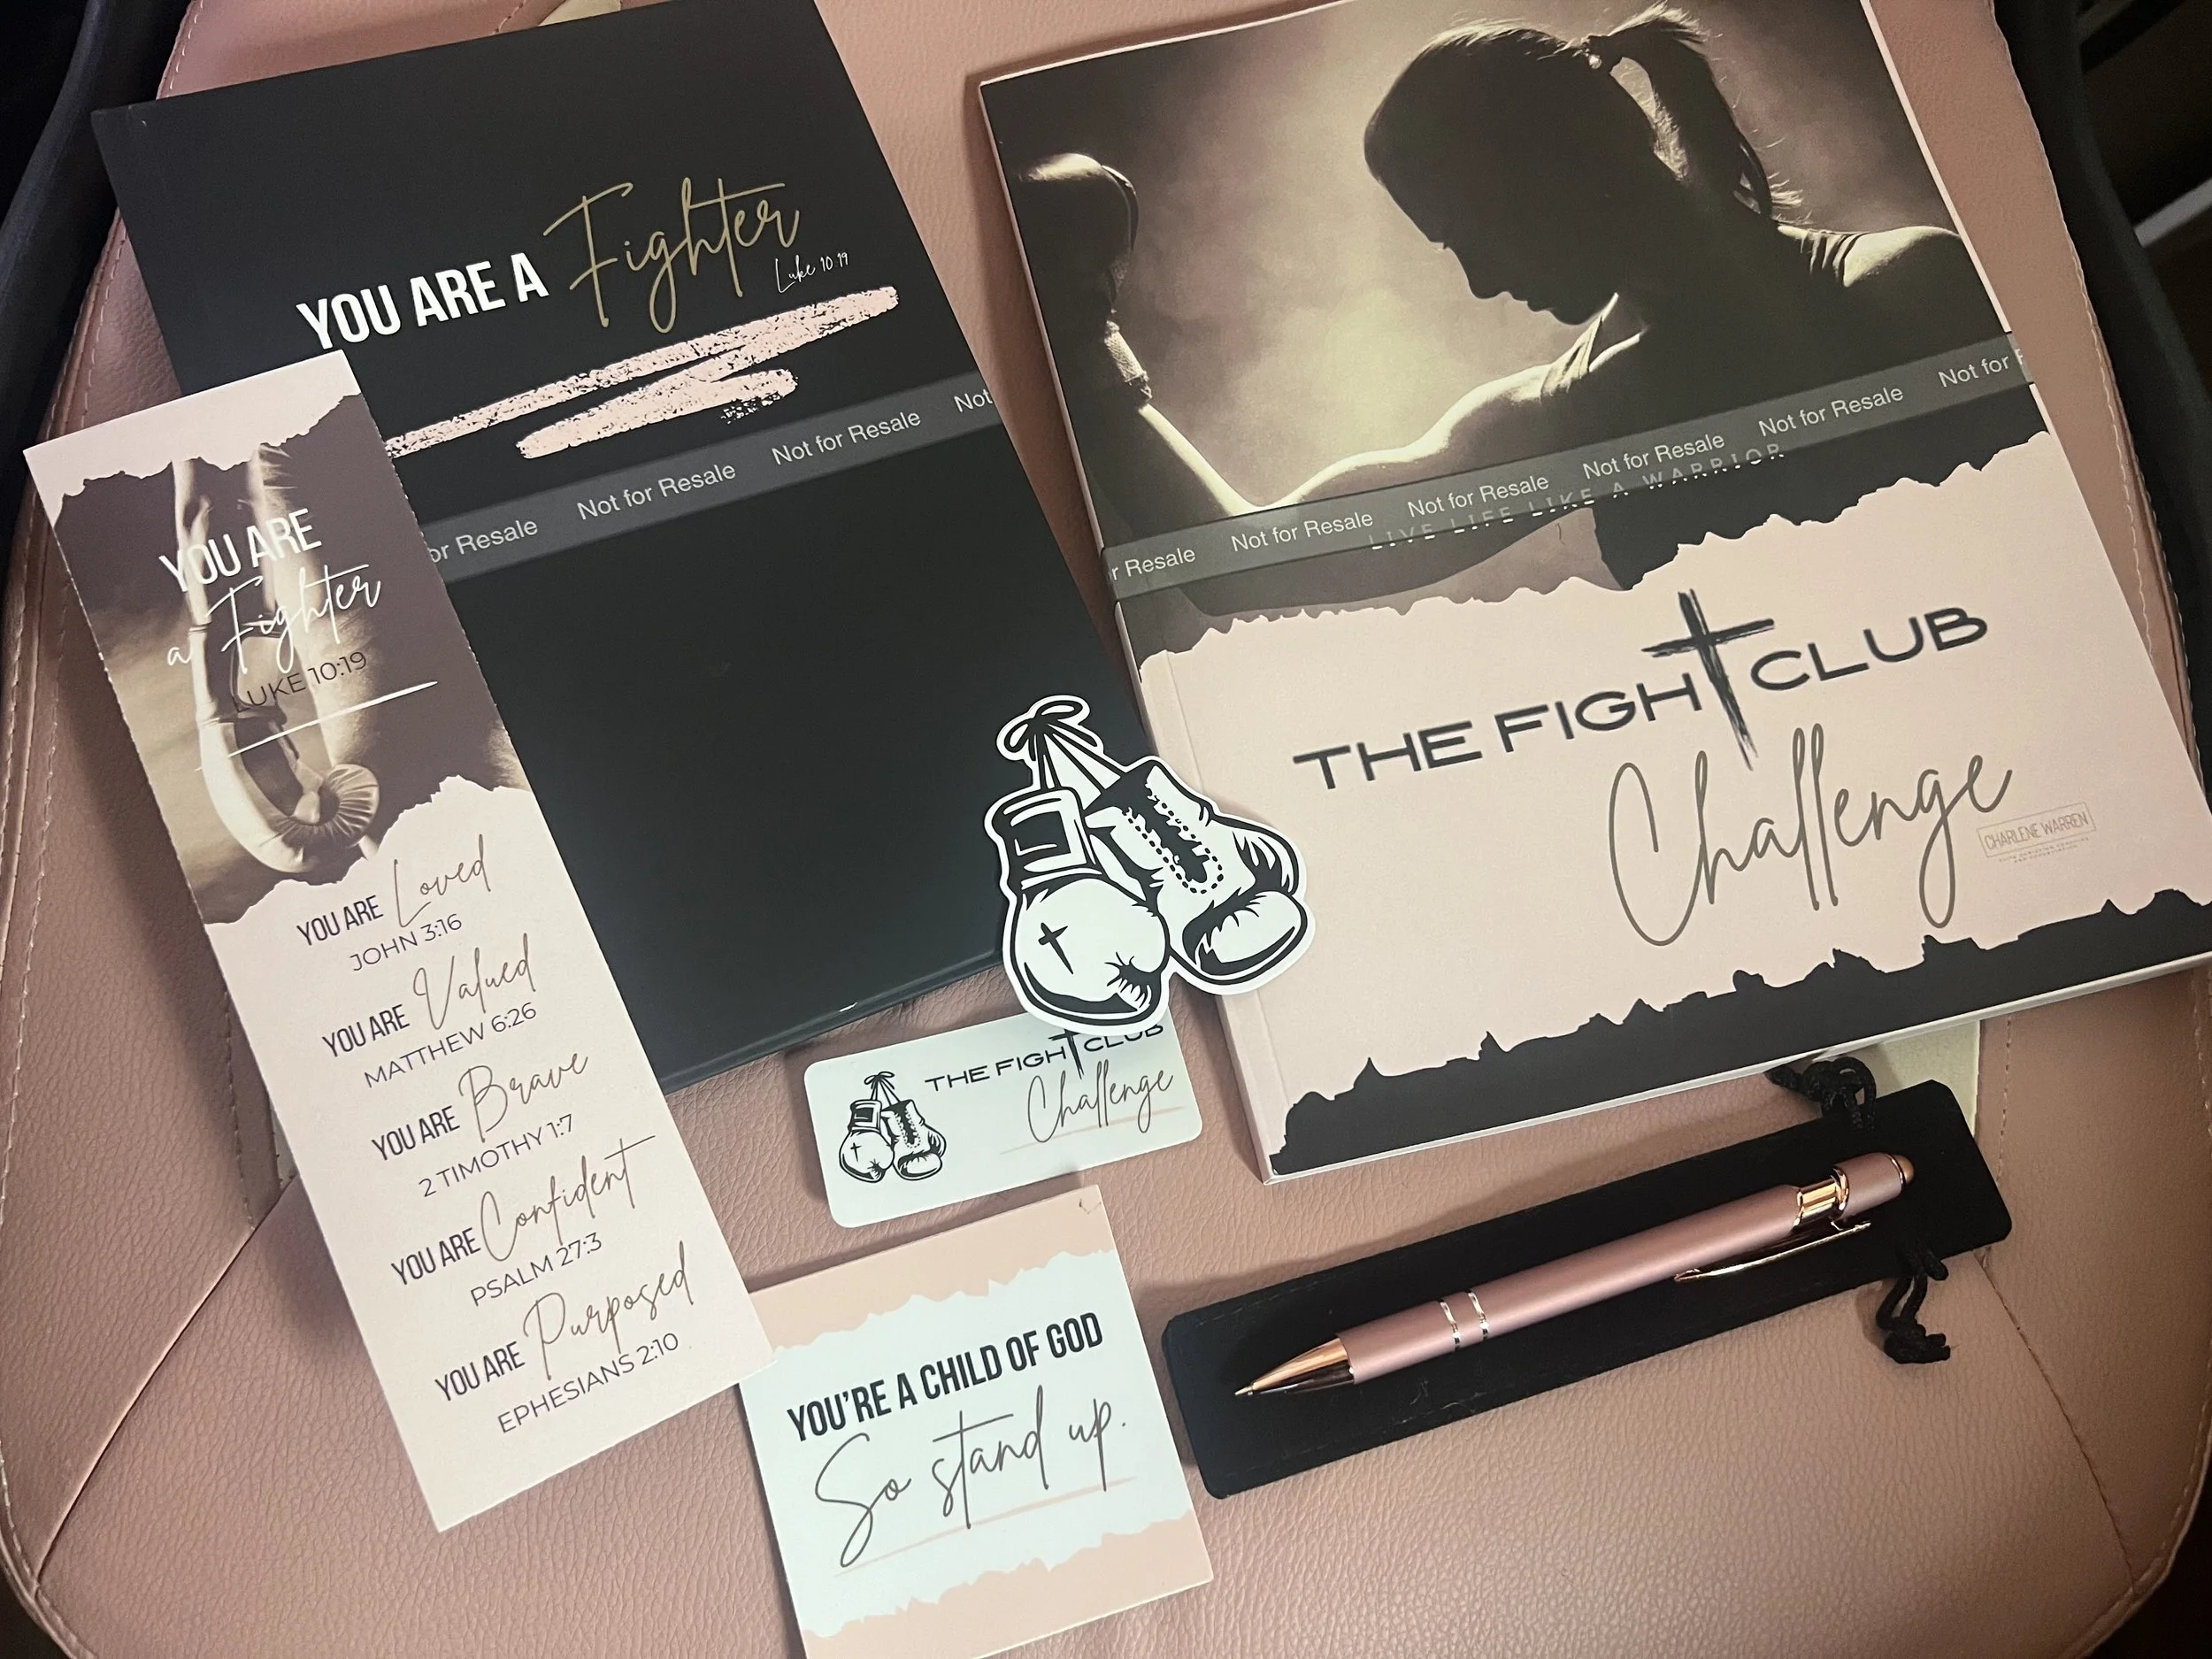 YOU ARE A Fighter
Luke 10:19
or Resale Not for Resale Not for Resale Not
YOU ARE
a Fighter
LUKE 10:19
YOU ARE Loved
JOHN 3:16
YOU ARE Valued
MATTHEW 6:26
YOU ARE Brave
2 TIMOTHY 1:7
YOU ARE Confident
PSALM 27:3
YOU ARE Purposed
EPHESIANS 2:10
r Resale Not for Resale Not for Resale Not for Resale Not for Resale Not for
LIVE LIFE LIKE A WARRIOR
THE FIGHT CLUB
Challenge
CHARLENE WARREN
THE FIGHT CLUB
Challenge
YOU'RE A CHILD OF GOD
So stand up.